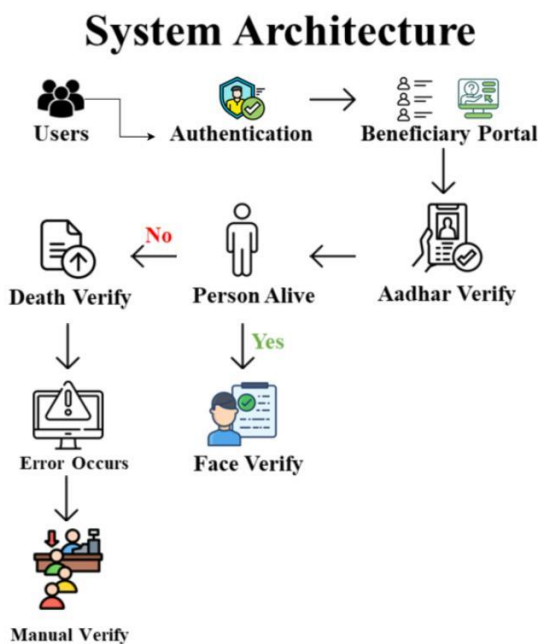 System Architecture
Users
Authentication
Beneficiary Portal
No
Death Verify
Person Alive
Aadhar Verify
Yes
Error Occurs
Face Verify
Manual Verify